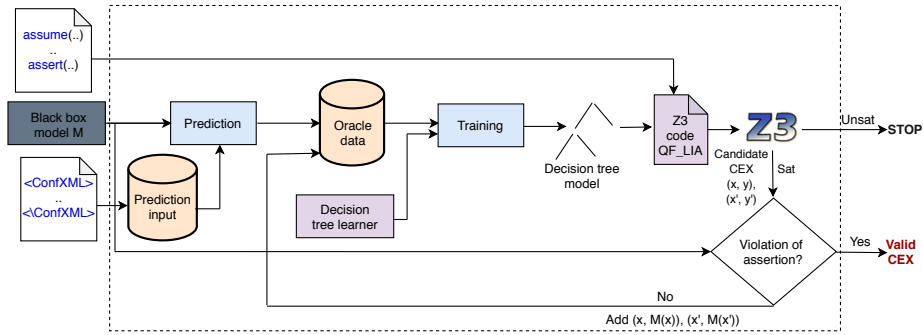 assume(..)
..
assert(..)
Black box
model M
<ConfXML>
..
<\ConfXML>
Prediction
Prediction
input
Oracle
data
Decision
tree learner
Training
Decision tree
model
Z3
code
QF_LIA
Z3
Unsat
STOP
Candidate
CEX
(x, y),
(x', y')
Sat
Violation of
assertion?
Yes
Valid
CEX
No
Add (x, M(x)), (x', M(x'))